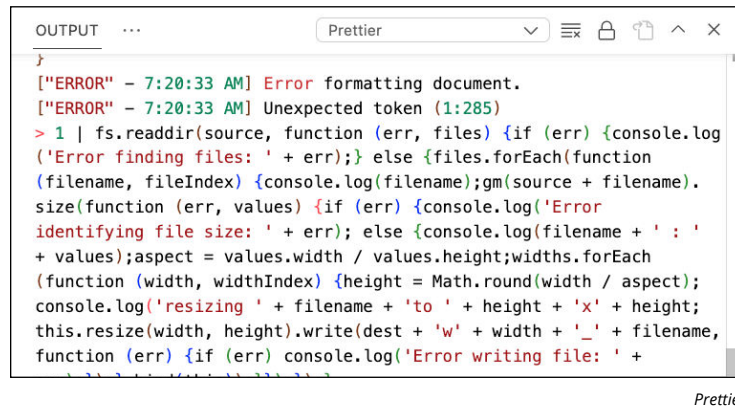 OUTPUT ···
Prettier
}
["ERROR" – 7:20:33 AM] Error formatting document.
["ERROR" – 7:20:33 AM] Unexpected token (1:285)
> 1 | fs.readdir(source, function (err, files) {if (err) {console.log
('Error finding files: ' + err);} else {files.forEach(function
(filename, fileIndex) {console.log(filename);gm(source + filename).
size(function (err, values) {if (err) {console.log('Error
identifying file size: ' + err); else {console.log(filename + ' : '
+ values);aspect = values.width / values.height;widths.forEach
(function (width, widthIndex) {height = Math.round(width / aspect);
console.log('resizing ' + filename + 'to ' + height + 'x' + height;
this.resize(width, height).write(dest + 'w' + width + '_' + filename,
function (err) {if (err) console.log('Error writing file: ' +